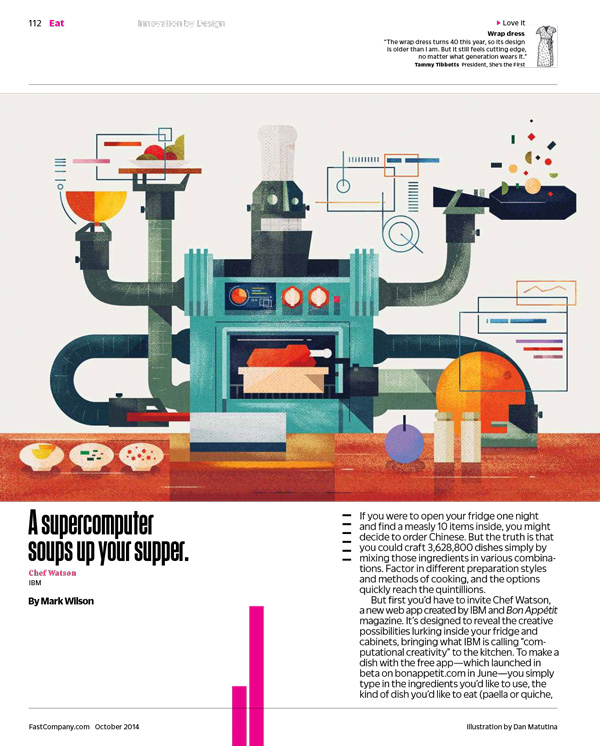 112 Eat
Innovation by Design
Love It
Wrap dress
"The wrap dress turns 40 this year, so its design
is older than I am. But it still feels cutting edge,
no matter what generation wears it."
Tammy Tibbetts President, She's the First
A supercomputer
soups up your supper.
Chef Watson
IBM
By Mark Wilson
If you were to open your fridge one night
and find a measly 10 items inside, you might
decide to order Chinese. But the truth is that
you could craft 3,628,800 dishes simply by
mixing those ingredients in various combina-
tions. Factor in different preparation styles
and methods of cooking, and the options
quickly reach the quintillions.
But first you'd have to invite Chef Watson,
a new web app created by IBM and Bon Appétit
magazine. It's designed to reveal the creative
possibilities lurking inside your fridge and
cabinets, bringing what IBM is calling "com-
putational creativity" to the kitchen. To make a
dish with the free app—which launched in
beta on bonappetit.com in June—you simply
type in the ingredients you'd like to use, the
kind of dish you'd like to eat (paella or quiche,
FastCompany.com October 2014
Illustration by Dan Matutina